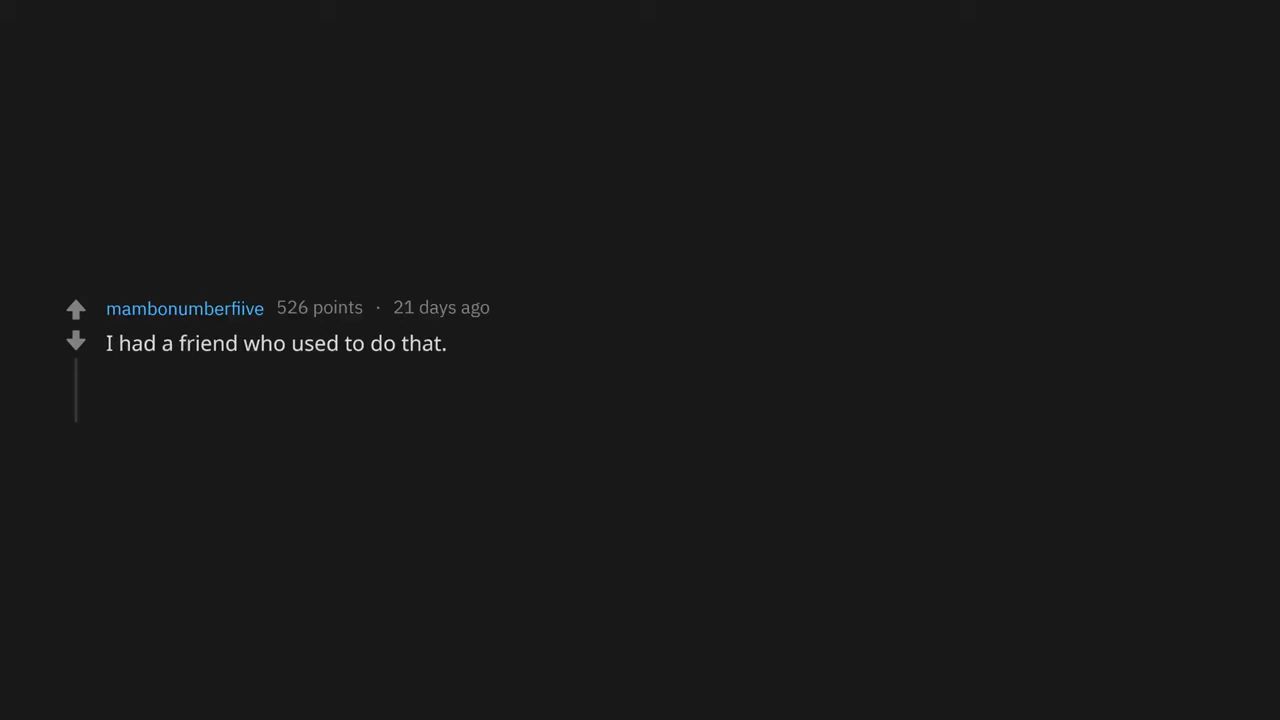 mambonumberfiive 526 points · 21 days ago
I had a friend who used to do that.